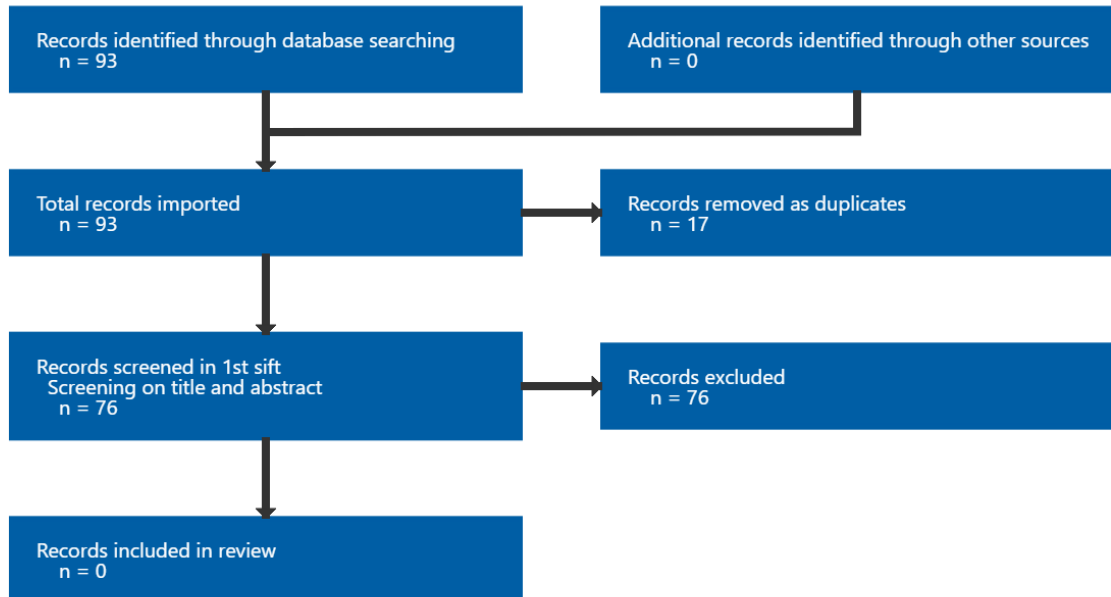 Records identified through database searching
n = 93
Additional records identified through other sources
n = 0
Total records imported
n = 93
Records removed as duplicates
n = 17
Records screened in 1st sift
Screening on title and abstract
n = 76
Records excluded
n = 76
Records included in review
n = 0